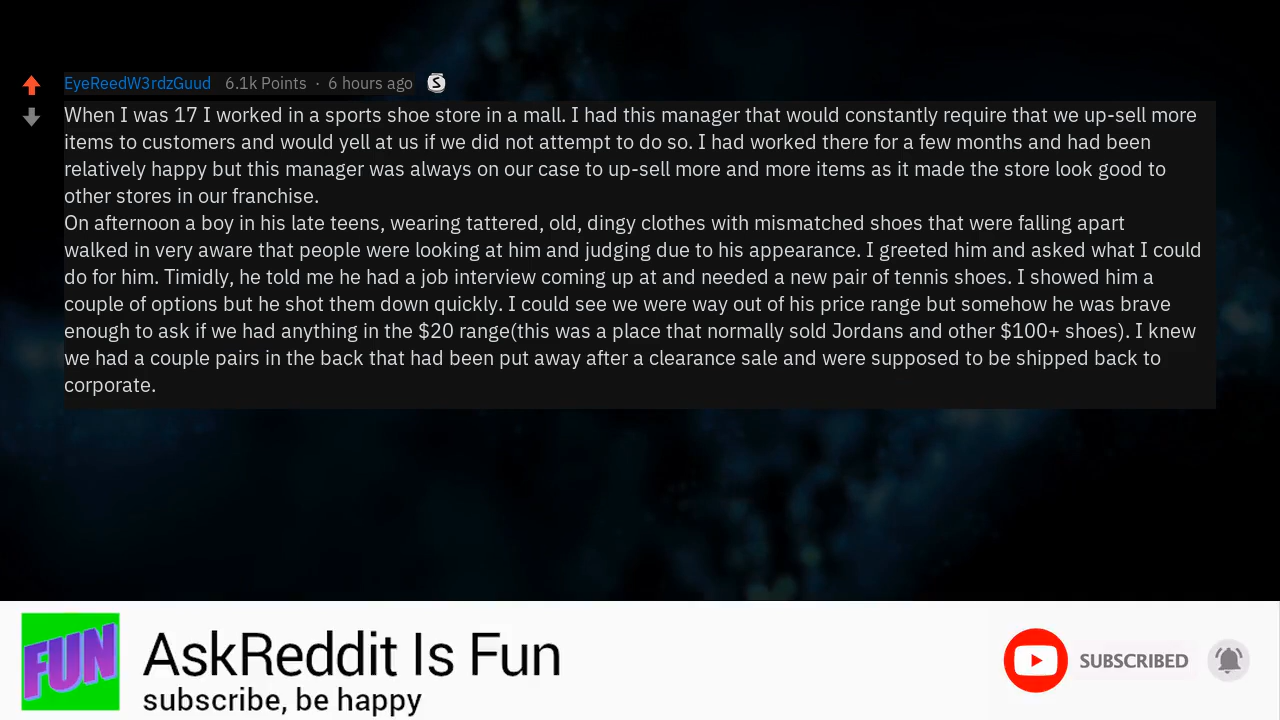 EyeReedW3rdzGuud 6.1k Points · 6 hours ago
When I was 17 I worked in a sports shoe store in a mall. I had this manager that would constantly require that we up-sell more
items to customers and would yell at us if we did not attempt to do so. I had worked there for a few months and had been
relatively happy but this manager was always on our case to up-sell more and more items as it made the store look good to
other stores in our franchise.
On afternoon a boy in his late teens, wearing tattered, old, dingy clothes with mismatched shoes that were falling apart
walked in very aware that people were looking at him and judging due to his appearance. I greeted him and asked what I could
do for him. Timidly, he told me he had a job interview coming up at and needed a new pair of tennis shoes. I showed him a
couple of options but he shot them down quickly. I could see we were way out of his price range but somehow he was brave
enough to ask if we had anything in the $20 range(this was a place that normally sold Jordans and other $100+ shoes). I knew
we had a couple pairs in the back that had been put away after a clearance sale and were supposed to be shipped back to
corporate.
FUN
AskReddit Is Fun
subscribe, be happy
SUBSCRIBED